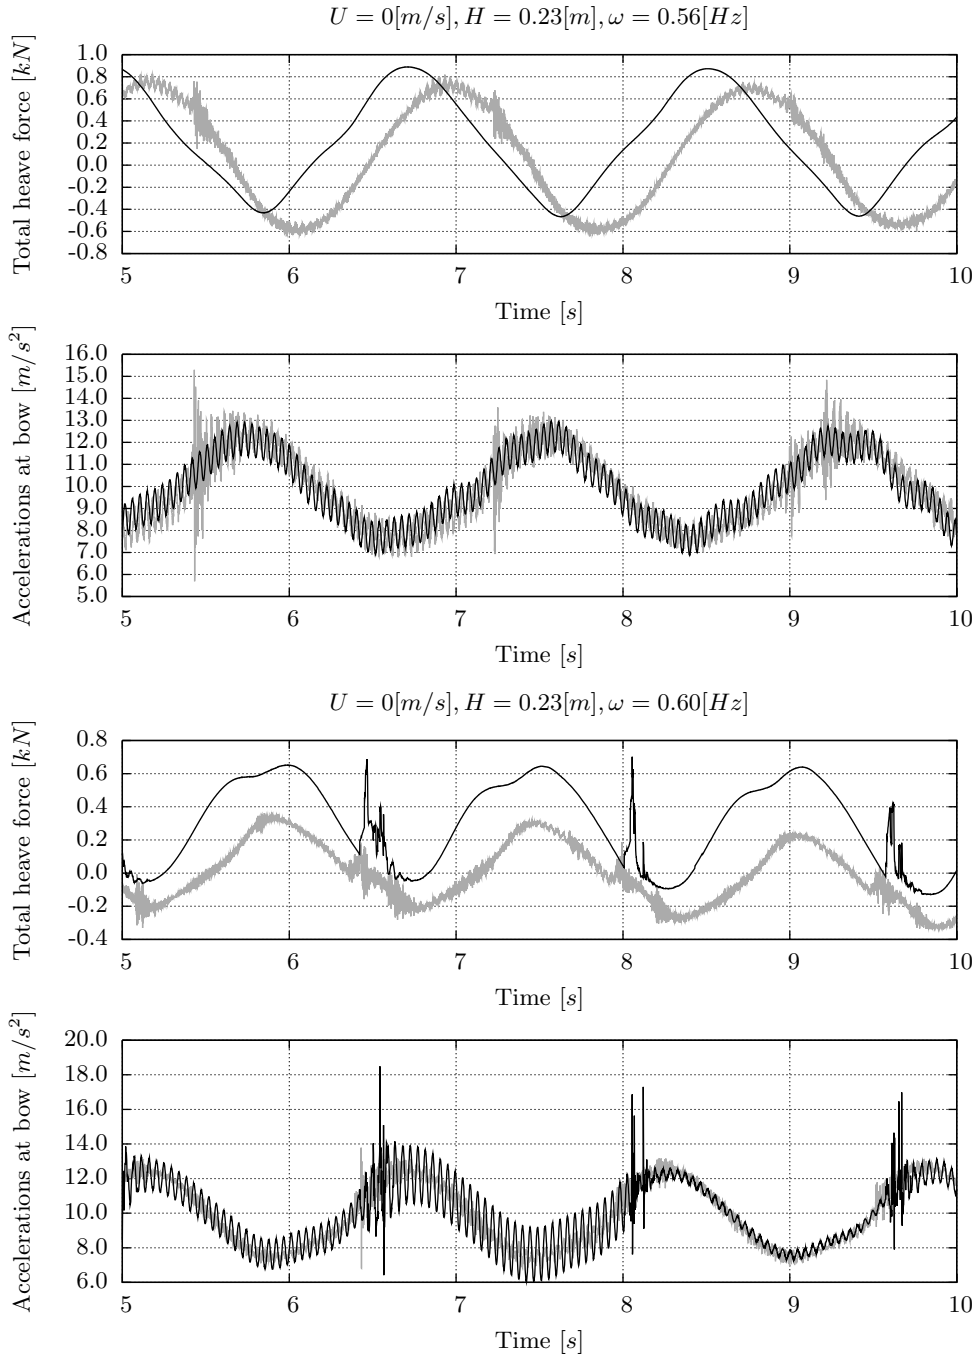 U = 0[m/s], H = 0.23[m], ω = 0.56[Hz]
Total heave force [kN]
1.0
0.8
0.6
0.4
0.2
0.0
-0.2
-0.4
-0.6
-0.8
5 6 7 8 9 10
Time [s]
Accelerations at bow [m/s²]
16.0
15.0
14.0
13.0
12.0
11.0
10.0
9.0
8.0
7.0
6.0
5.0
5 6 7 8 9 10
Time [s]
U = 0[m/s], H = 0.23[m], ω = 0.60[Hz]
Total heave force [kN]
0.8
0.6
0.4
0.2
0.0
-0.2
-0.4
5 6 7 8 9 10
Time [s]
Accelerations at bow [m/s²]
20.0
18.0
16.0
14.0
12.0
10.0
8.0
6.0
5 6 7 8 9 10
Time [s]